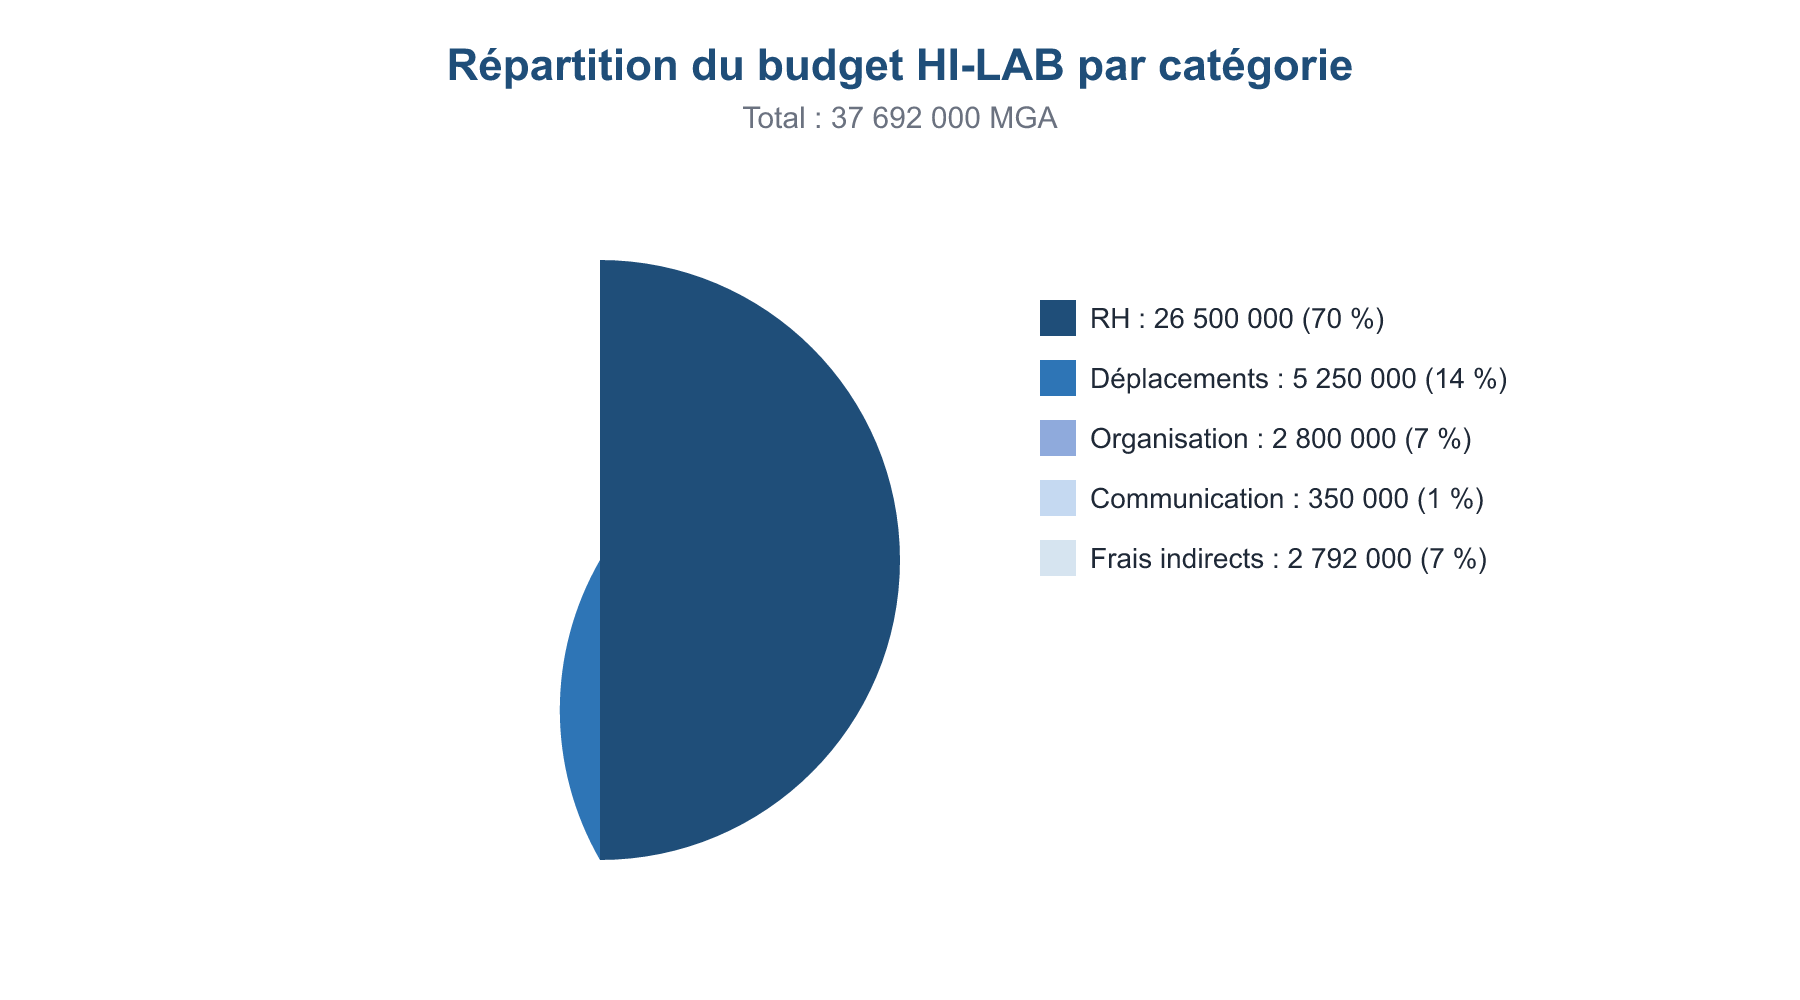 Répartition du budget HI-LAB par catégorie
Total : 37 692 000 MGA
RH : 26 500 000 (70 %)
Déplacements : 5 250 000 (14 %)
Organisation : 2 800 000 (7 %)
Communication : 350 000 (1 %)
Frais indirects : 2 792 000 (7 %)